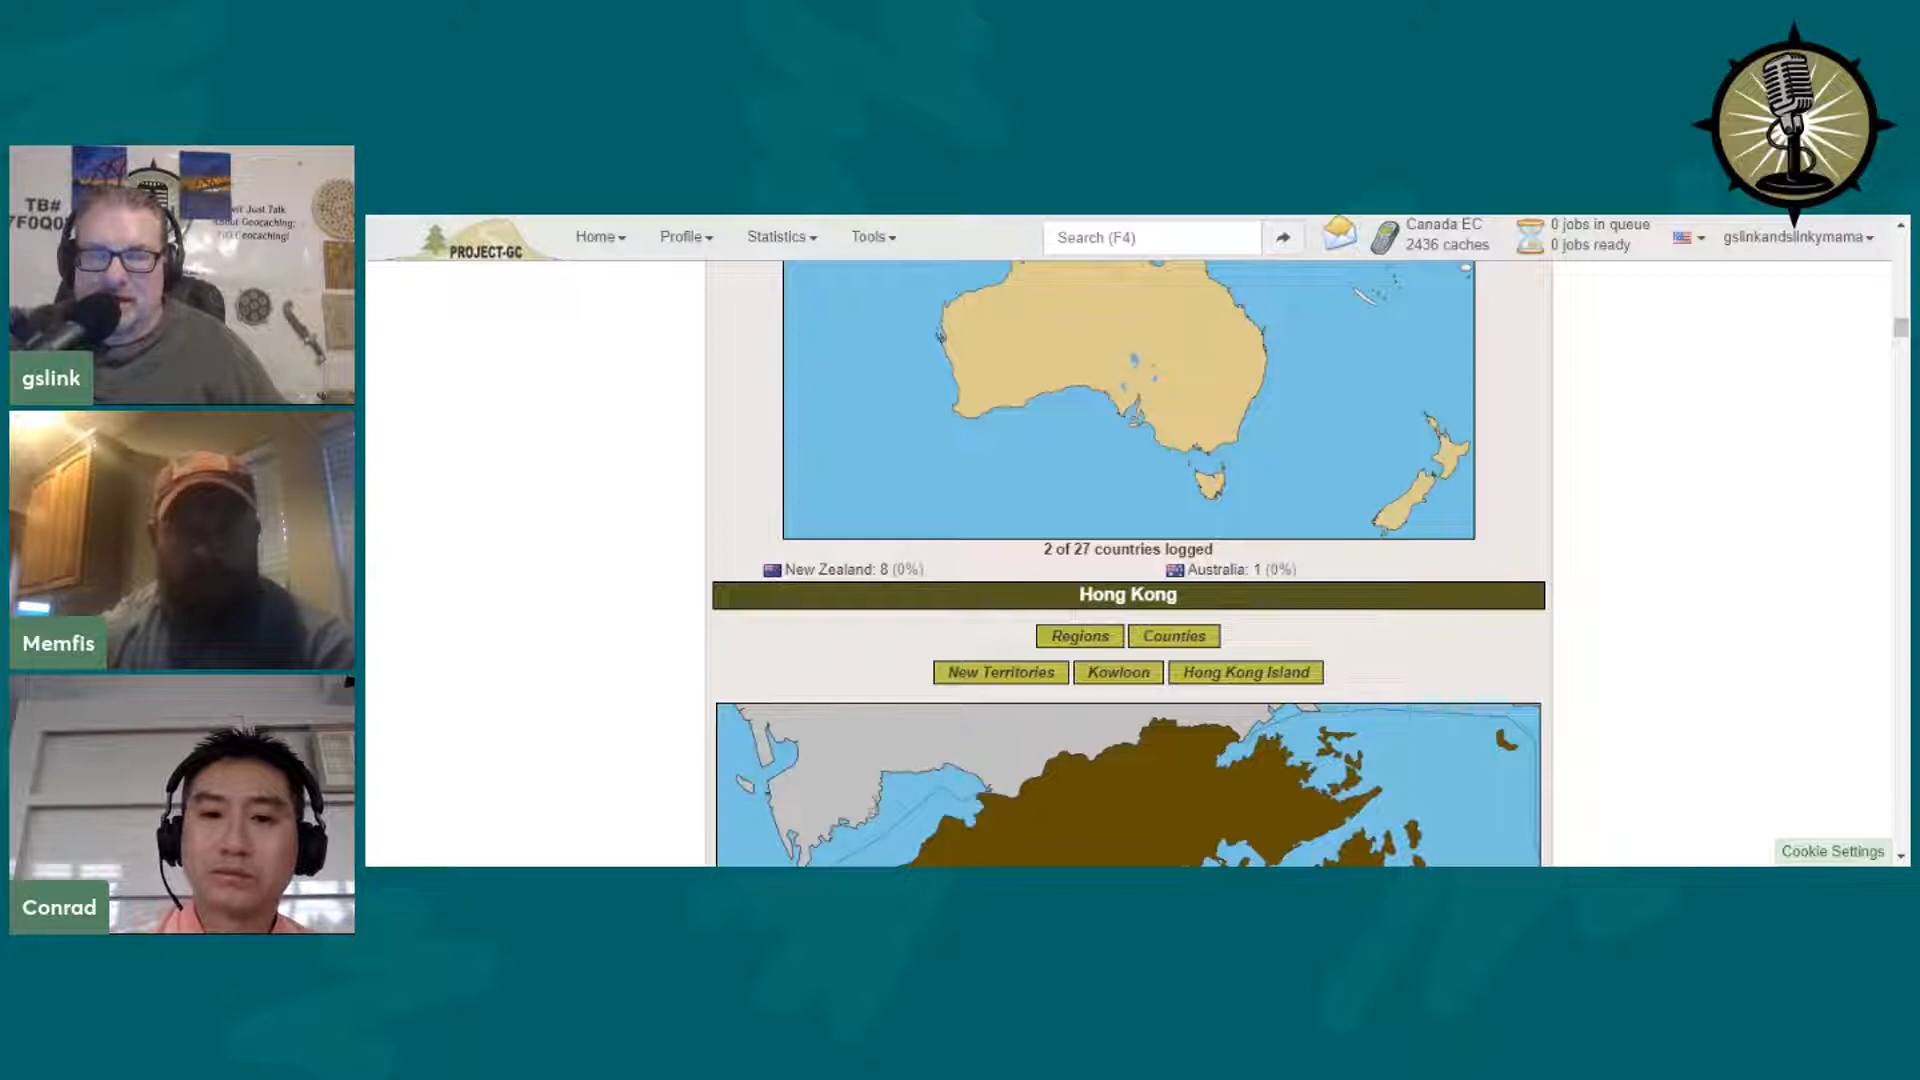 TB#
7F0Q0
Just Talk
About Geocaching;
Geocaching!
gslink
Memfis
Conrad
PROJECT-GC
Home
Profile
Statistics
Tools
Search (F4)
Canada EC
2436 caches
0 jobs in queue
0 jobs ready
gslinkandslinkymama
2 of 27 countries logged
New Zealand: 8 (0%)
Australia: 1 (0%)
Hong Kong
Regions
Counties
New Territories
Kowloon
Hong Kong Island
Cookie Settings